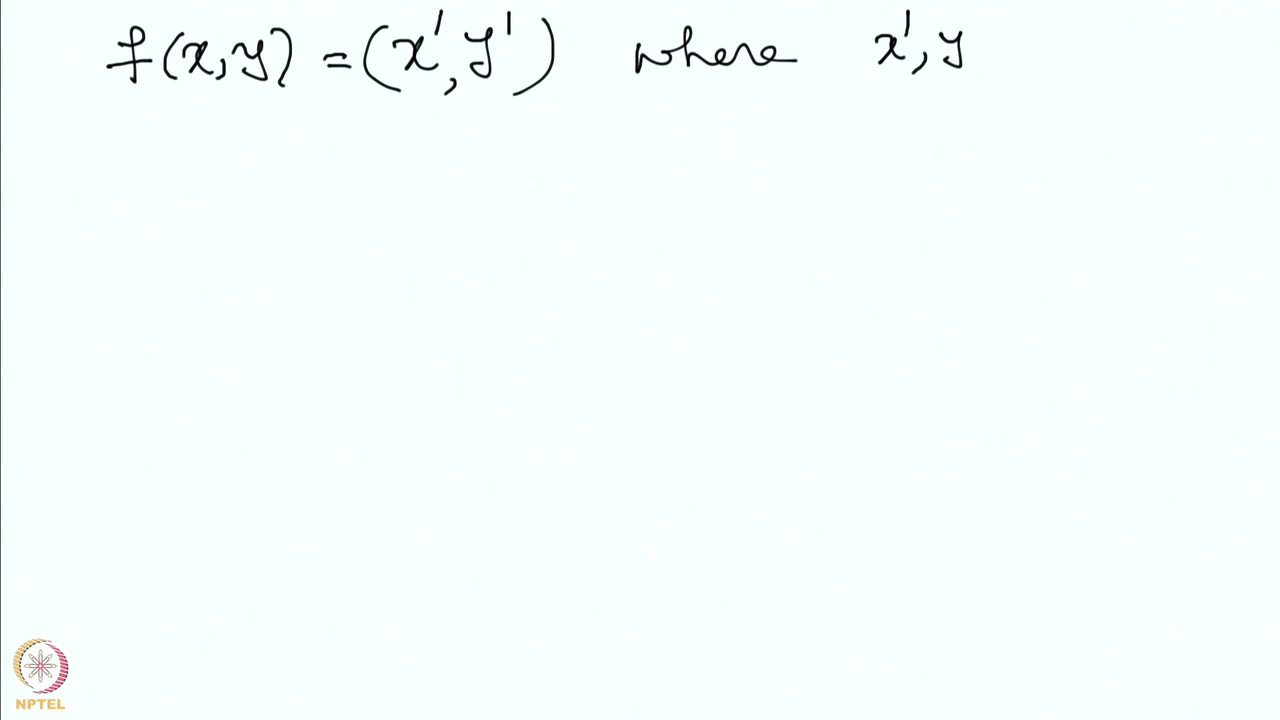 f(x,y) = (x', y') where x', y
NPTEL